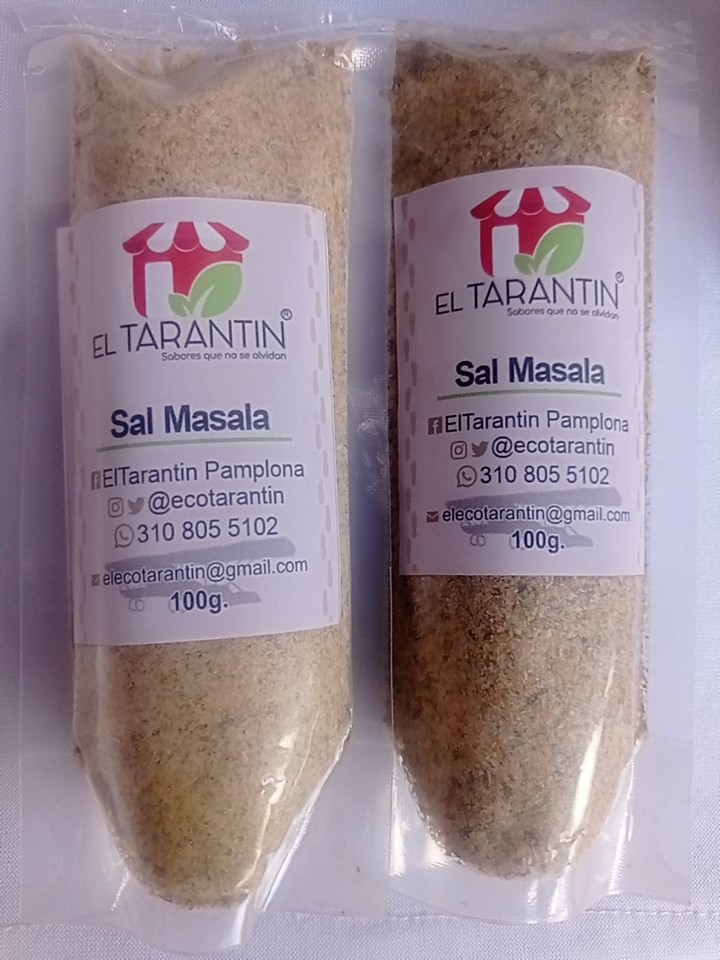 EL TARANTIN®
Sabores que no se olvidan
Sal Masala
ElTarantin Pamplona
@ecotarantin
310 805 5102
elecotarantin@gmail.com
100g.
EL TARANTIN®
Sabores que no se olvidan
Sal Masala
ElTarantin Pamplona
@ecotarantin
310 805 5102
elecotarantin@gmail.com
100g.